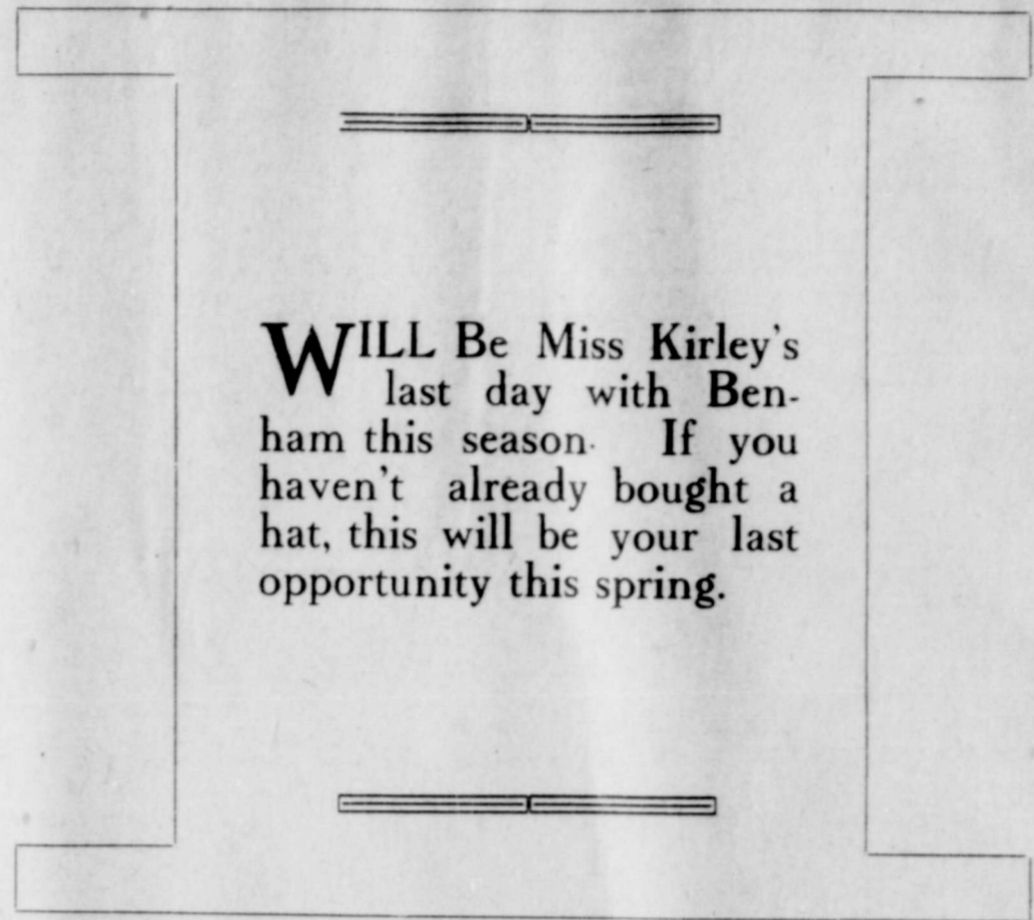 WILL Be Miss Kirley's
last day with Ben-
ham this season. If you
haven't already bought a
hat, this will be your last
opportunity this spring.